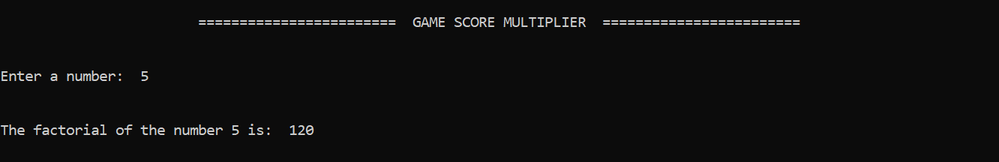 ========================  GAME SCORE MULTIPLIER  ========================
Enter a number:  5
The factorial of the number 5 is:  120